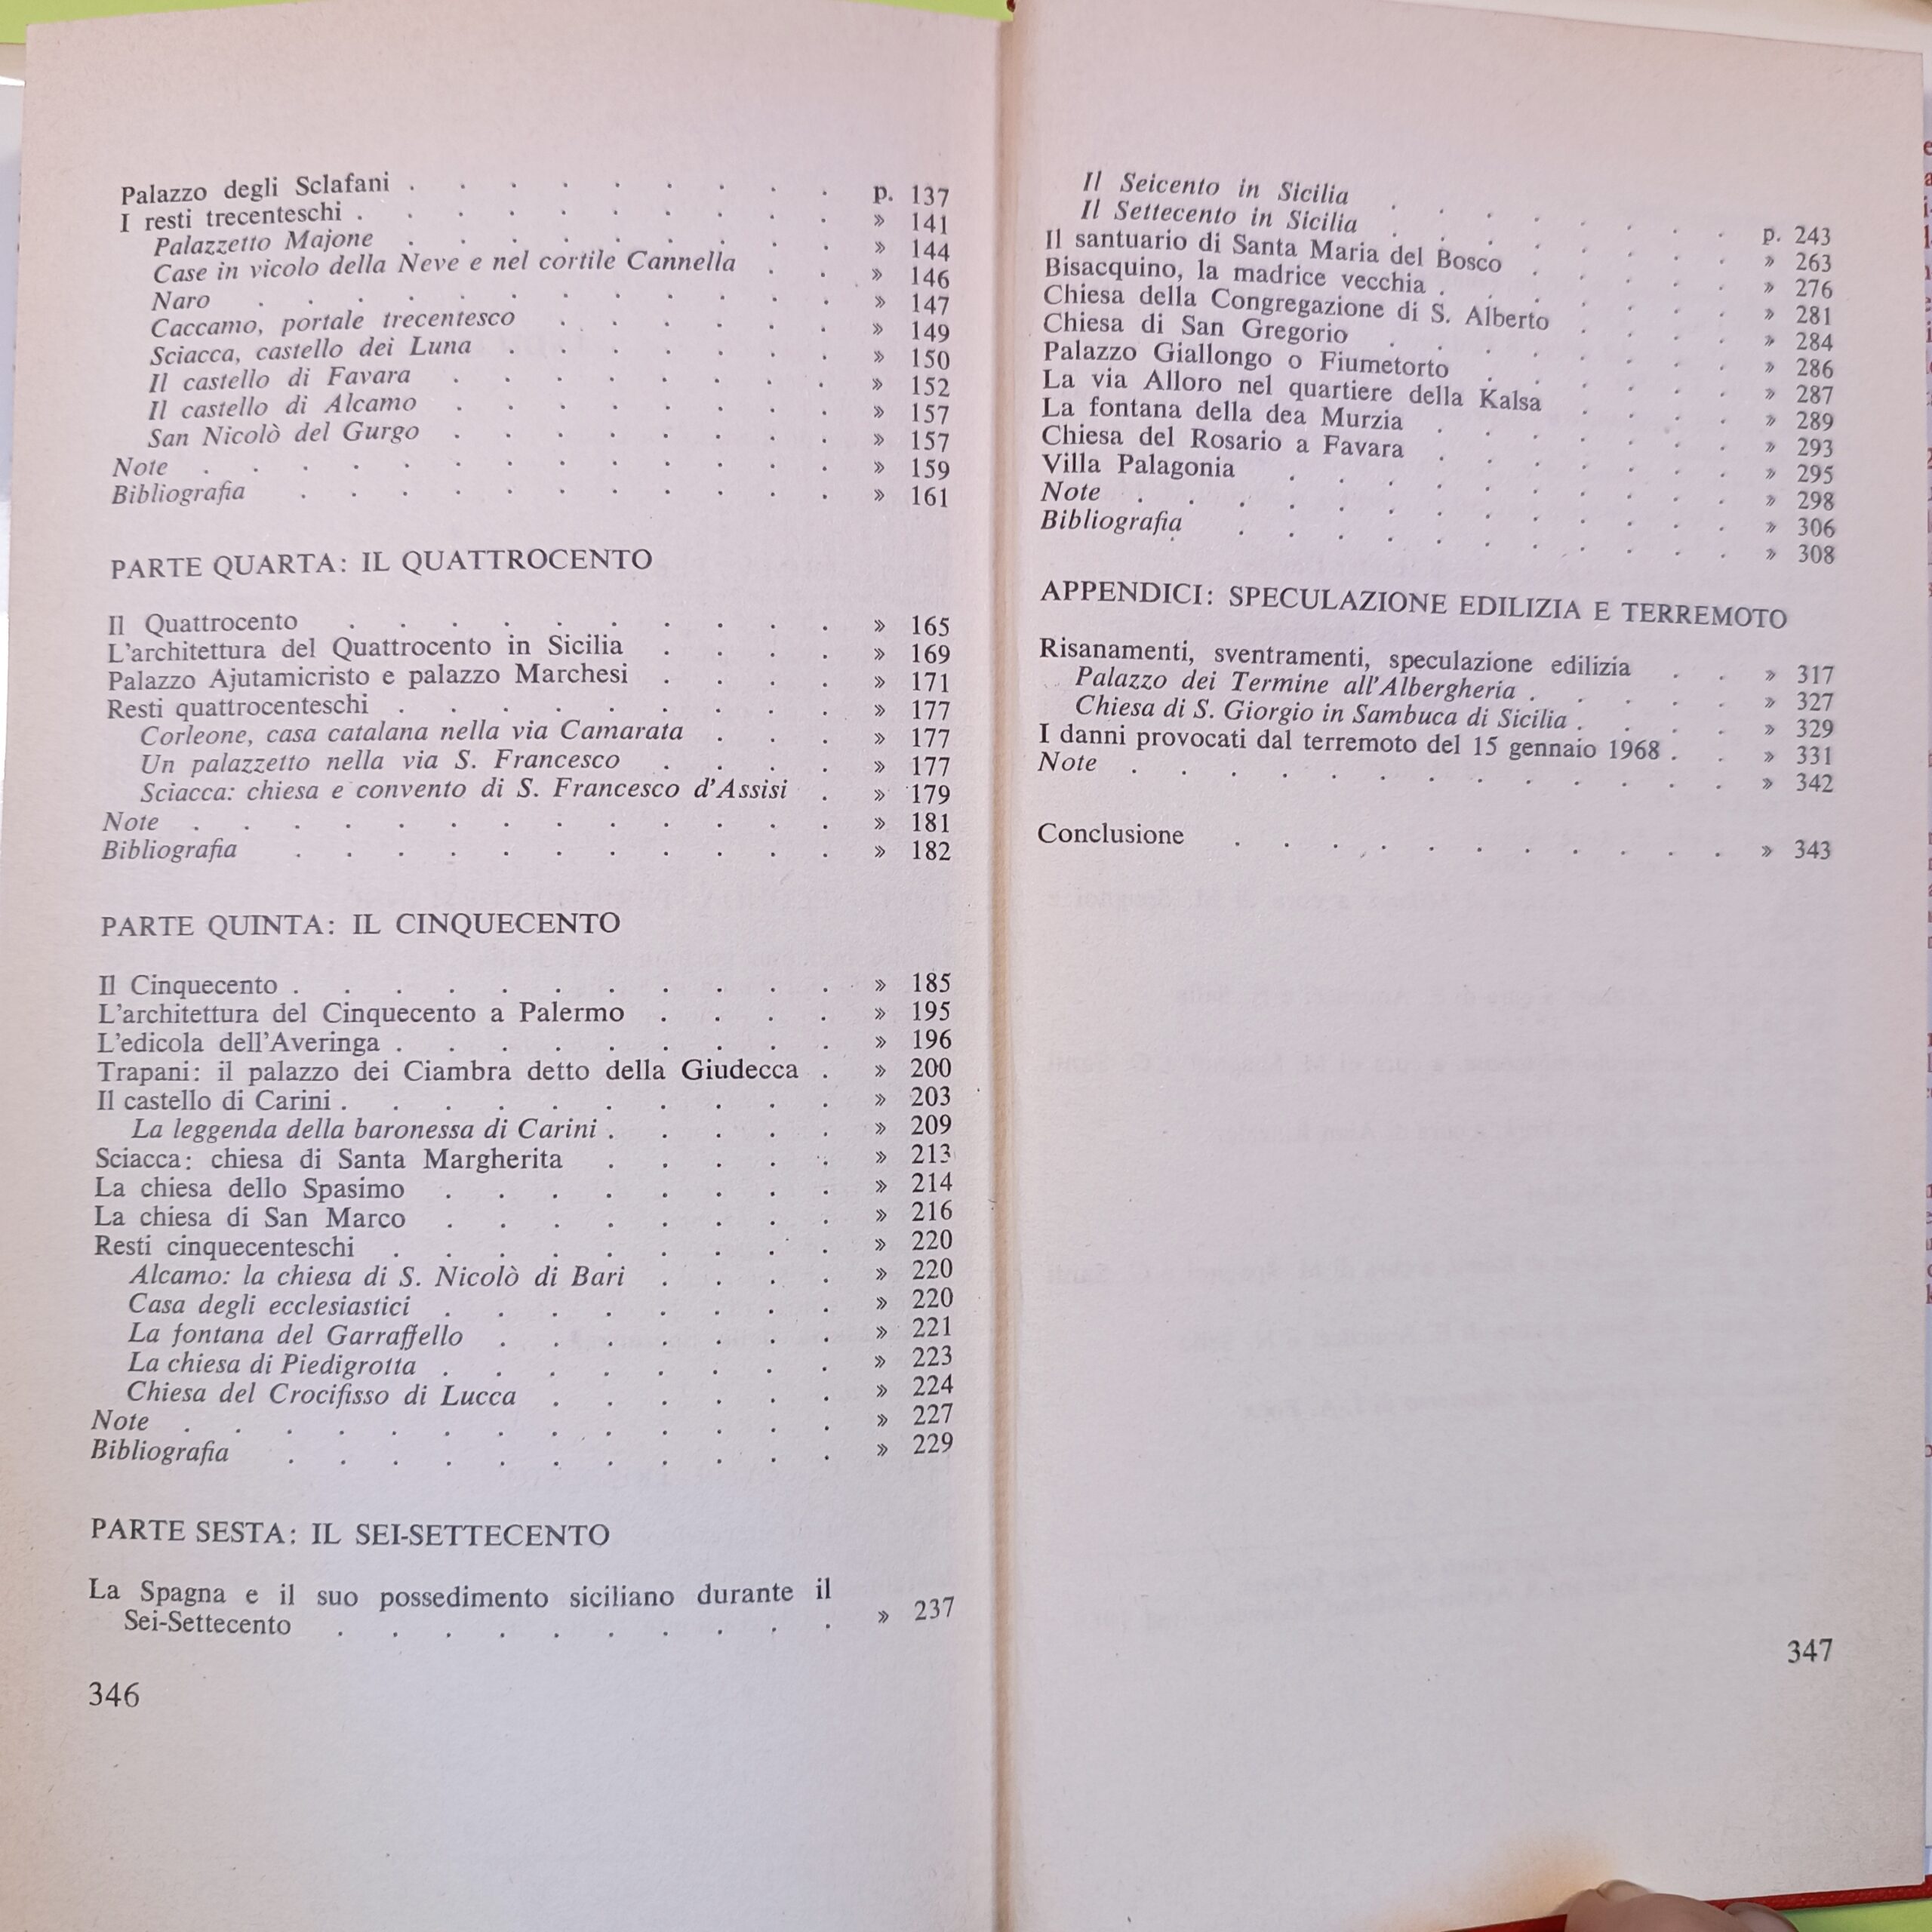 Palazzo degli Sclafani . . . . . . . . . p. 137
I resti trecenteschi . . . . . . . . . . » 141
Palazzetto Majone . . . . . . . . . » 144
Case in vicolo della Neve e nel cortile Cannella . . » 146
Naro . . . . . . . . . . . . » 147
Caccamo, portale trecentesco . . . . . . » 149
Sciacca, castello dei Luna . . . . . . . » 150
Il castello di Favara . . . . . . . . » 152
Il castello di Alcamo . . . . . . . . » 157
San Nicolò del Gurgo . . . . . . . . » 157
Note . . . . . . . . . . . . . » 159
Bibliografia . . . . . . . . . . . » 161
PARTE QUARTA: IL QUATTROCENTO
Il Quattrocento . . . . . . . . . . » 165
L'architettura del Quattrocento in Sicilia . . . . » 169
Palazzo Ajutamicristo e palazzo Marchesi . . . . » 171
Resti quattrocenteschi . . . . . . . . . » 177
Corleone, casa catalana nella via Camarata . . . » 177
Un palazzetto nella via S. Francesco . . . . » 177
Sciacca: chiesa e convento di S. Francesco d'Assisi . » 179
Note . . . . . . . . . . . . . » 181
Bibliografia . . . . . . . . . . . » 182
PARTE QUINTA: IL CINQUECENTO
Il Cinquecento . . . . . . . . . . . » 185
L'architettura del Cinquecento a Palermo . . . . » 195
L'edicola dell'Averinga . . . . . . . . . » 196
Trapani: il palazzo dei Ciambra detto della Giudecca . » 200
Il castello di Carini . . . . . . . . . . » 203
La leggenda della baronessa di Carini . . . . . » 209
Sciacca: chiesa di Santa Margherita . . . . . » 213
La chiesa dello Spasimo . . . . . . . . » 214
La chiesa di San Marco . . . . . . . . » 216
Resti cinquecenteschi . . . . . . . . . » 220
Alcamo: la chiesa di S. Nicolò di Bari . . . . » 220
Casa degli ecclesiastici . . . . . . . . » 220
La fontana del Garraffello . . . . . . . » 221
La chiesa di Piedigrotta . . . . . . . . » 223
Chiesa del Crocifisso di Lucca . . . . . . » 224
Note . . . . . . . . . . . . . » 227
Bibliografia . . . . . . . . . . . » 229
PARTE SESTA: IL SEI-SETTECENTO
La Spagna e il suo possedimento siciliano durante il
Sei-Settecento . . . . . . . . . . » 237
346
Il Seicento in Sicilia . . . . . . . . p. 243
Il Settecento in Sicilia . . . . . . . . » 263
Il santuario di Santa Maria del Bosco . . . . . » 276
Bisacquino, la madrice vecchia . . . . . . . » 281
Chiesa della Congregazione di S. Alberto . . . . » 284
Chiesa di San Gregorio . . . . . . . . » 286
Palazzo Giallongo o Fiumetorto . . . . . . » 287
La via Alloro nel quartiere della Kalsa . . . . » 289
La fontana della dea Murzia . . . . . . . » 293
Chiesa del Rosario a Favara . . . . . . . » 295
Villa Palagonia . . . . . . . . . . » 298
Note . . . . . . . . . . . . . » 306
Bibliografia . . . . . . . . . . . » 308
APPENDICI: SPECULAZIONE EDILIZIA E TERREMOTO
Risanamenti, sventramenti, speculazione edilizia . . » 317
Palazzo dei Termine all'Albergheria . . . . . » 327
Chiesa di S. Giorgio in Sambuca di Sicilia . . . . » 329
I danni provocati dal terremoto del 15 gennaio 1968 . . » 331
Note . . . . . . . . . . . . . » 342
Conclusione . . . . . . . . . . . » 343
347